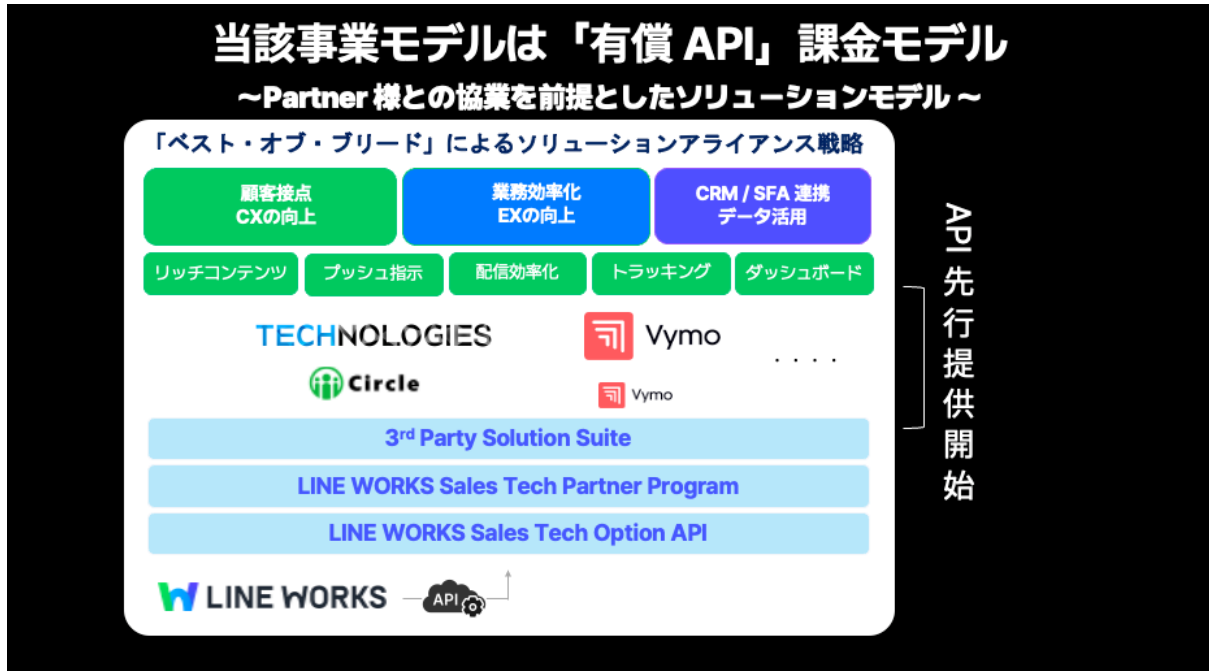 当該事業モデルは「有償 API」課金モデル
～Partner 様との協業を前提としたソリューションモデル～
「ベスト・オブ・ブリード」によるソリューションアライアンス戦略
顧客接点
CXの向上
業務効率化
EXの向上
CRM / SFA 連携
データ活用
リッチコンテンツ
プッシュ指示
配信効率化
トラッキング
ダッシュボード
TECHNOLOGIES
Vymo
. . . .
Circle
Vymo
3rd Party Solution Suite
LINE WORKS Sales Tech Partner Program
LINE WORKS Sales Tech Option API
LINE WORKS
API
API先行提供開始